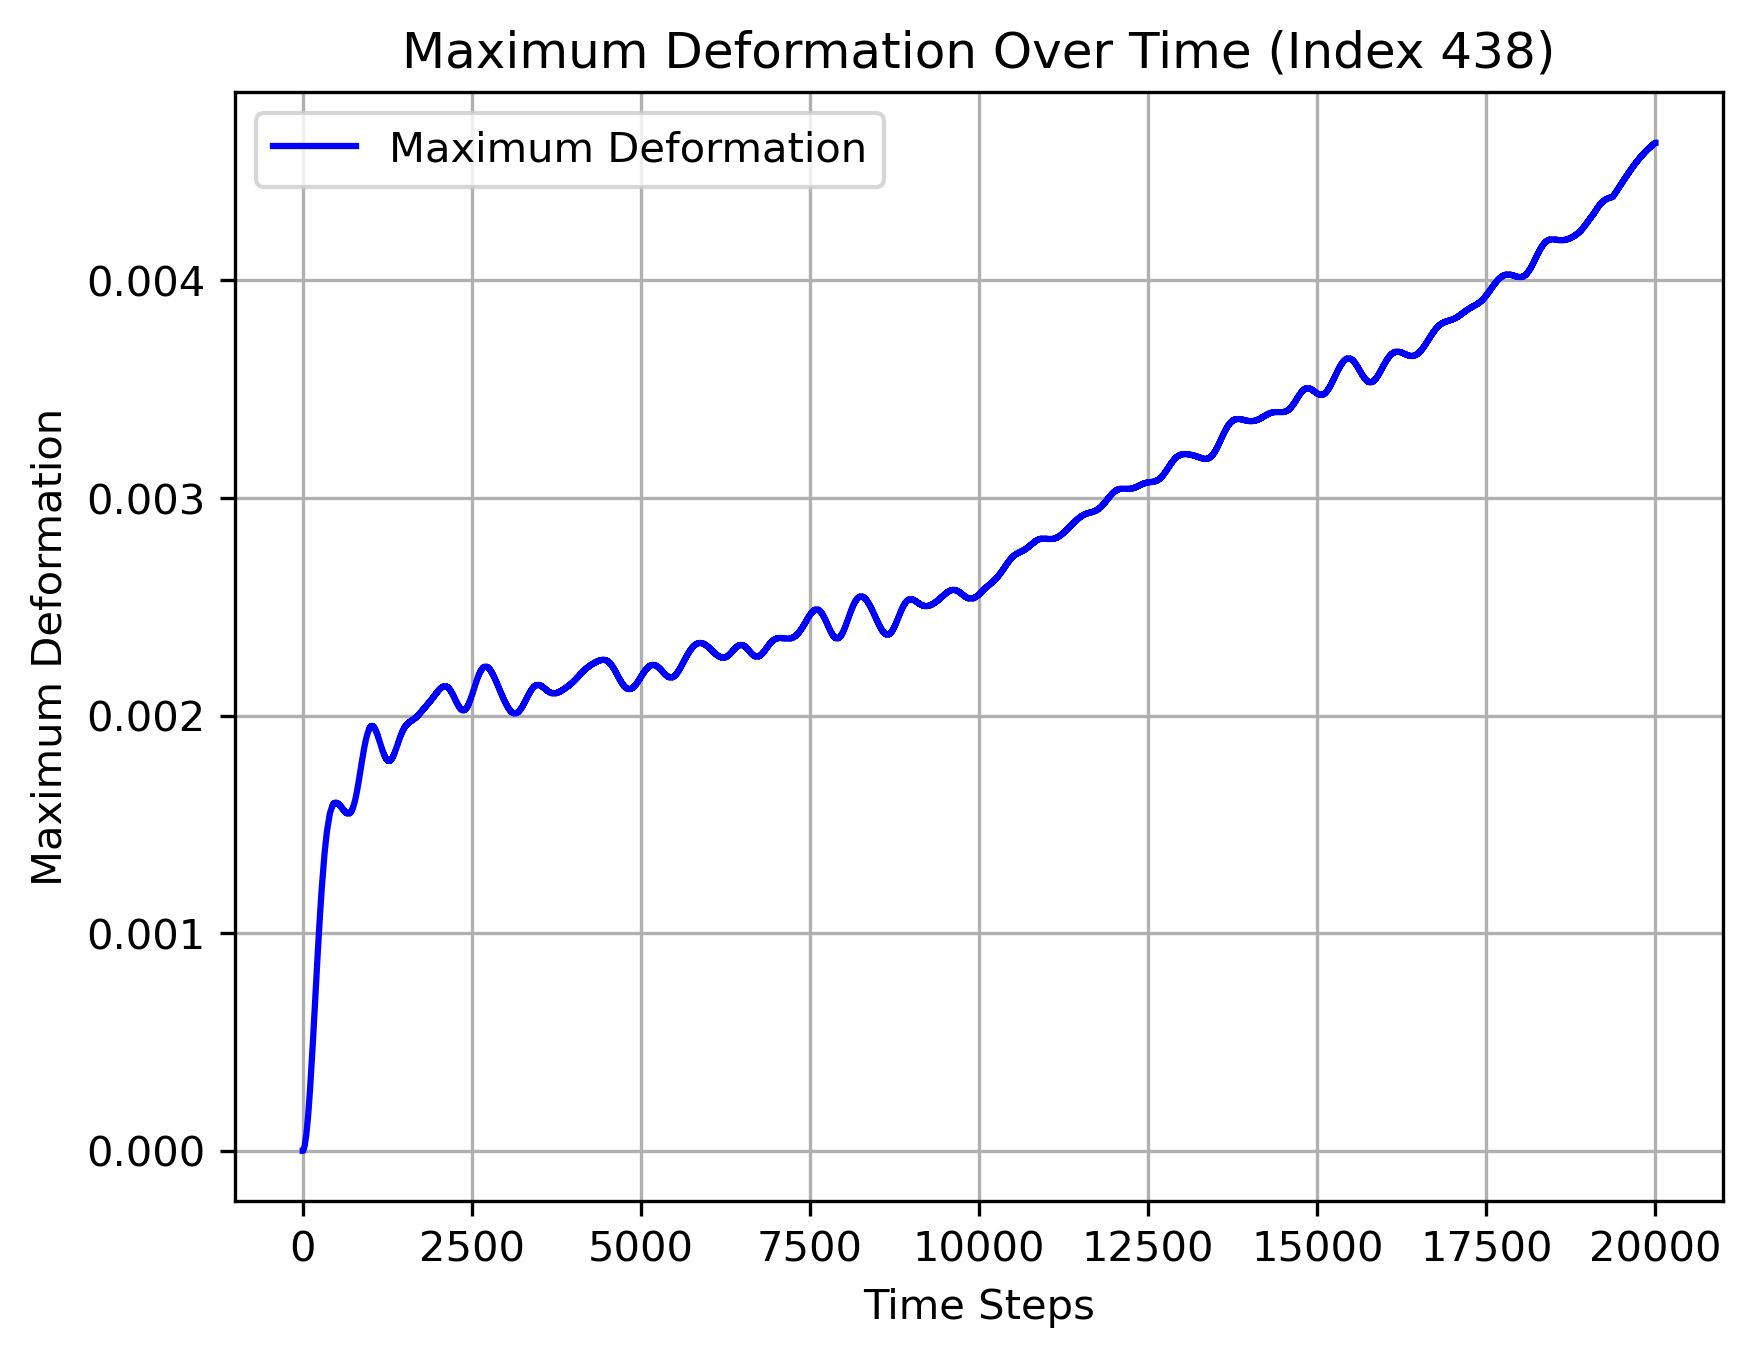 Maximum Deformation Over Time (Index 438)
Maximum Deformation
Maximum Deformation
0.004
0.003
0.002
0.001
0.000
0 2500 5000 7500 10000 12500 15000 17500 20000
Time Steps